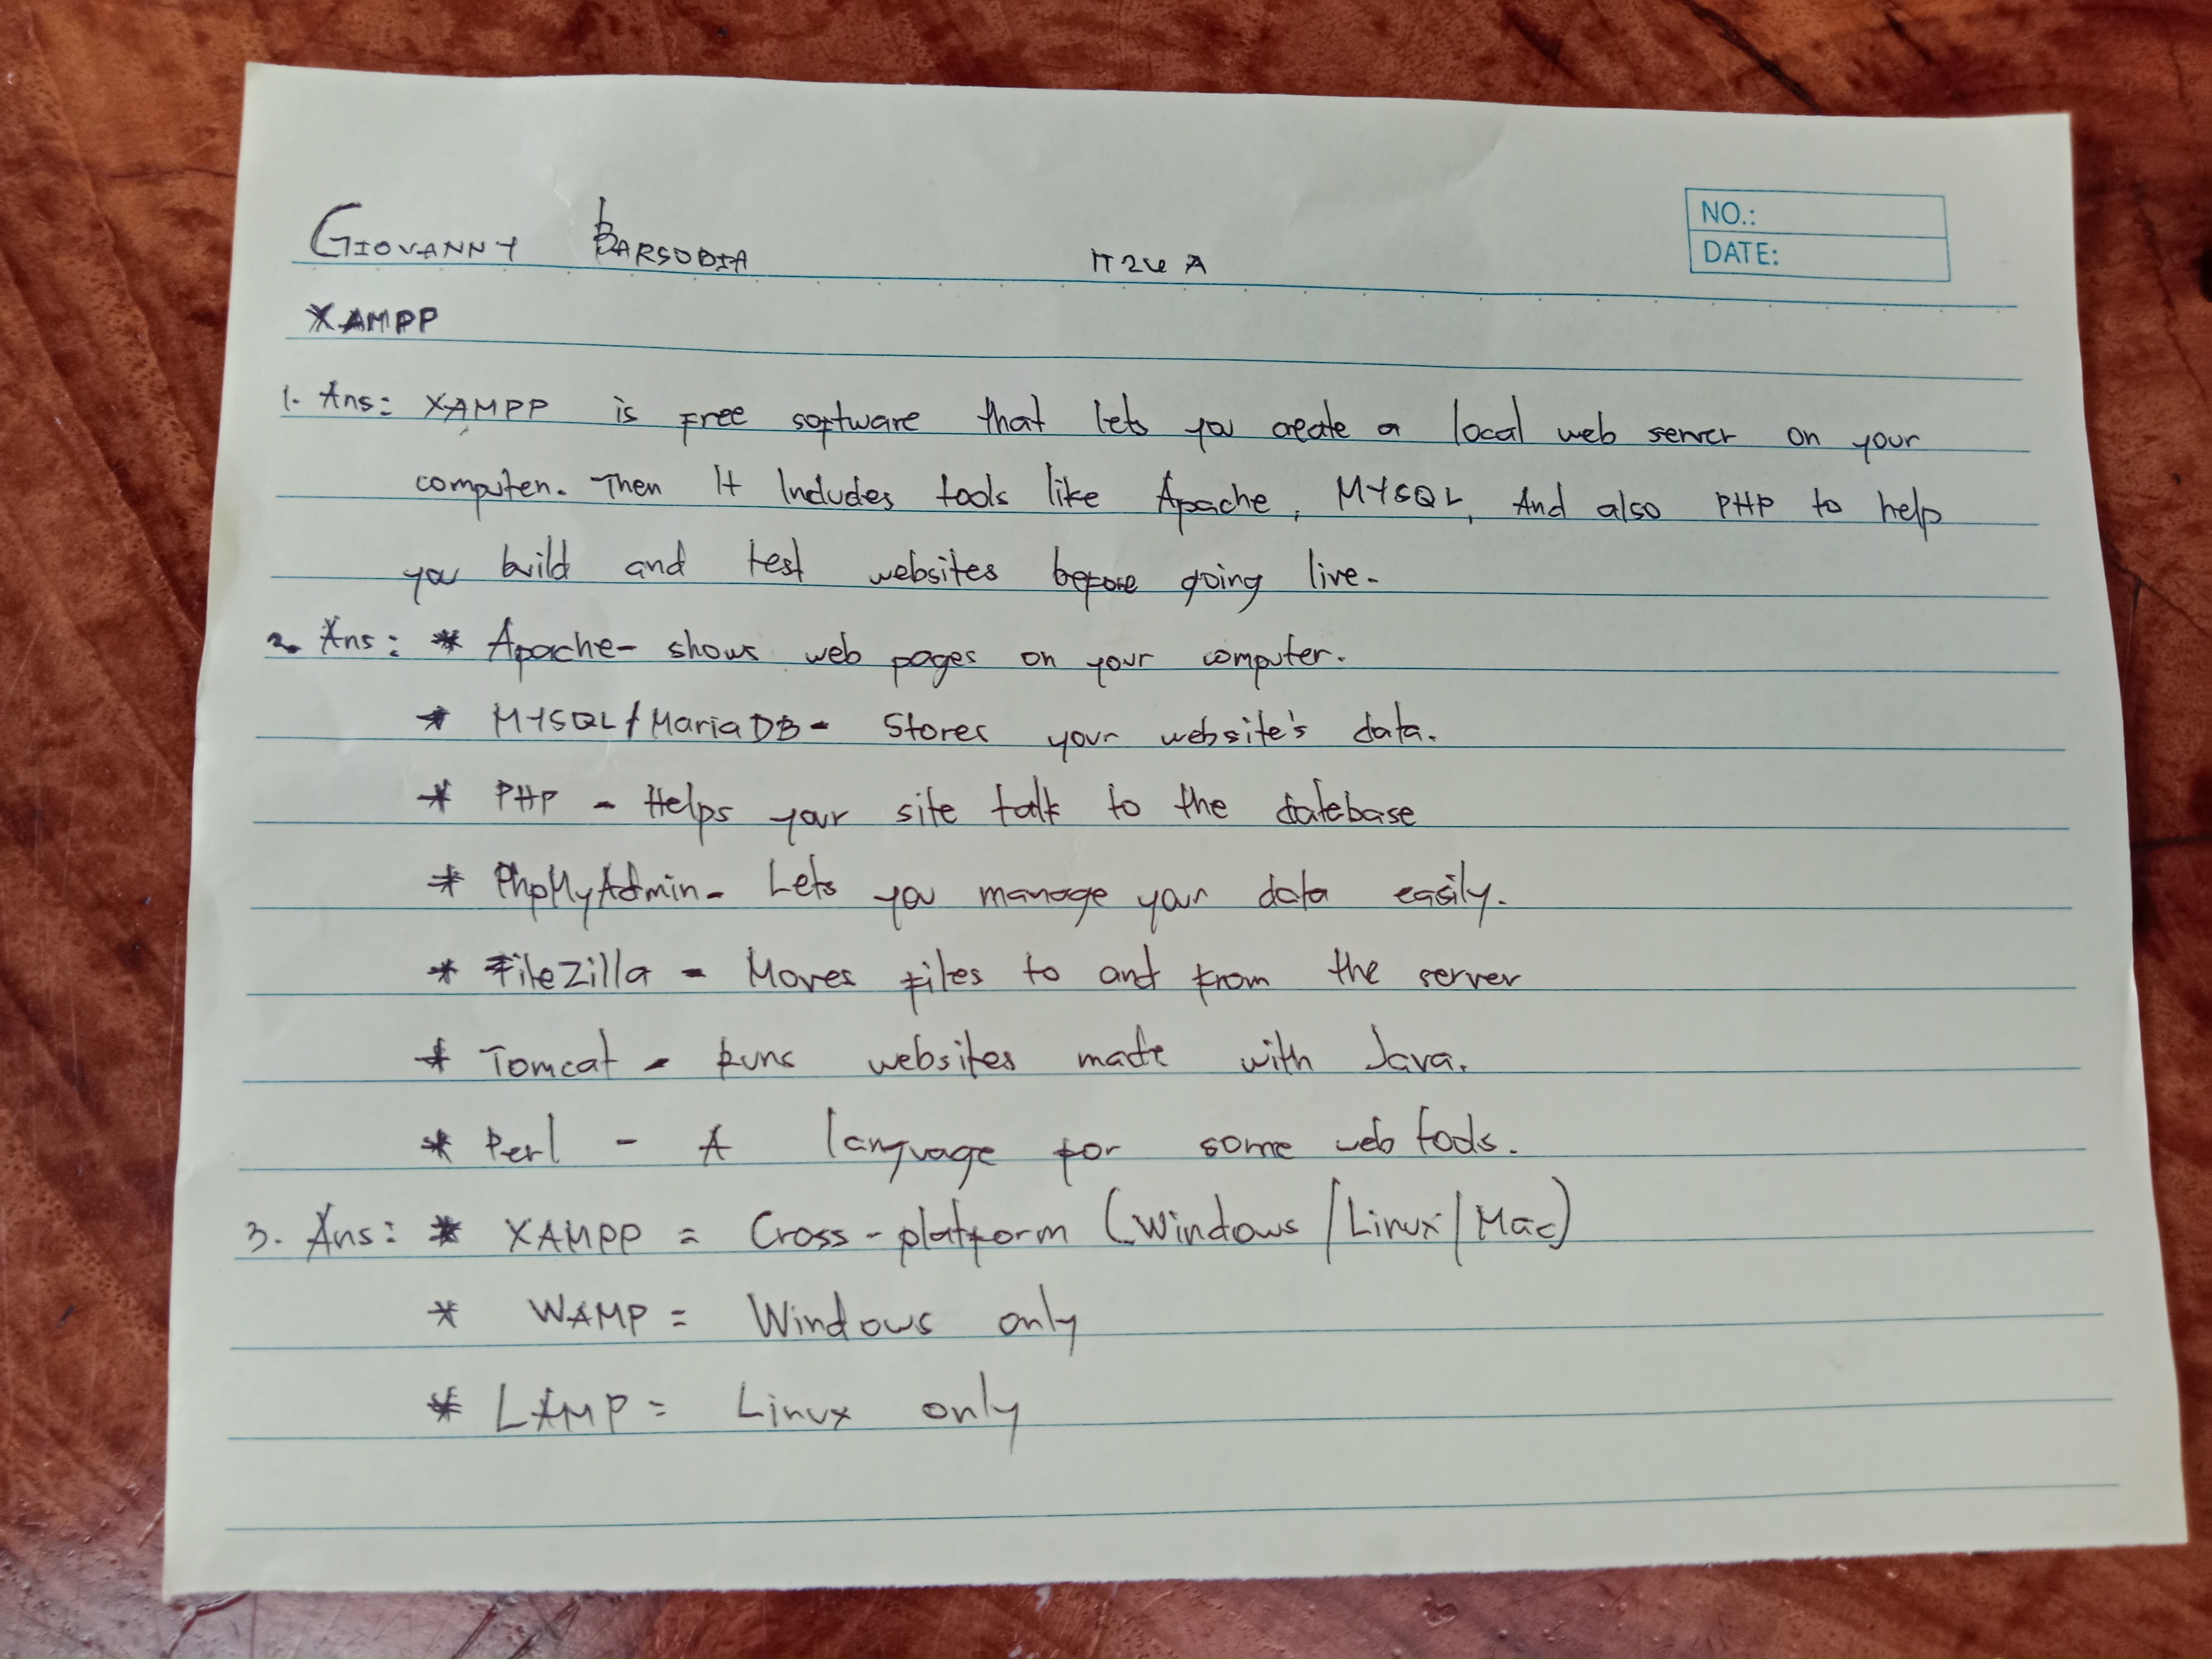 GIOVANNY BARSOBIA
NO.:
DATE:
XAMPP
1. Ans: XAMPP is free software that lets you create a local web server on your
computer. Then It Includes tools like Apache, MYSQL, And also PHP to help
you build and test websites before going live.
2. Ans: * Apache- shows web pages on your computer.
* MYSQL/MariaDB- Stores your website's data.
* PHP - Helps your site talk to the database
* PhpMyAdmin- Lets you manage your data easily.
* FileZilla - Moves files to and from the server
* Tomcat - Runs websites made with Java.
* Perl - A language for some web tools.
3. Ans: * XAMPP = Cross-platform (Windows/Linux/Mac)
* WAMP = Windows only
* LAMP = Linux only